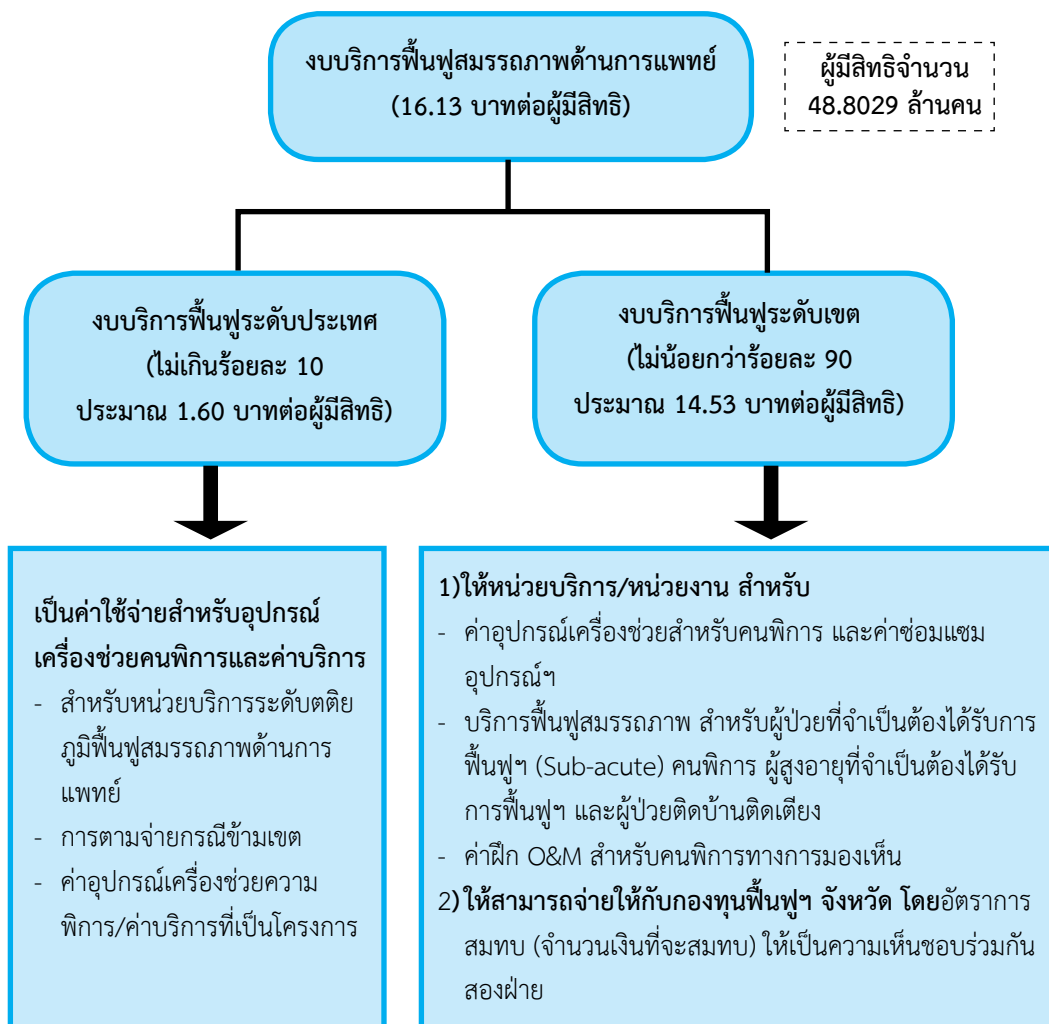 งบบริการฟื้นฟูสมรรถภาพด้านการแพทย์
(16.13 บาทต่อผู้มีสิทธิ)
ผู้มีสิทธิจำนวน
48.8029 ล้านคน
งบบริการฟื้นฟูระดับประเทศ
(ไม่เกินร้อยละ 10
ประมาณ 1.60 บาทต่อผู้มีสิทธิ)
งบบริการฟื้นฟูระดับเขต
(ไม่น้อยกว่าร้อยละ 90
ประมาณ 14.53 บาทต่อผู้มีสิทธิ)
เป็นค่าใช้จ่ายสำหรับอุปกรณ์
เครื่องช่วยคนพิการและค่าบริการ
- สำหรับหน่วยบริการระดับตติย
ภูมิฟื้นฟูสมรรถภาพด้านการ
แพทย์
- การตามจ่ายกรณีข้ามเขต
- ค่าอุปกรณ์เครื่องช่วยความ
พิการ/ค่าบริการที่เป็นโครงการ
1)ให้หน่วยบริการ/หน่วยงาน สำหรับ
- ค่าอุปกรณ์เครื่องช่วยสำหรับคนพิการ และค่าซ่อมแซม
อุปกรณ์ฯ
- บริการฟื้นฟูสมรรถภาพ สำหรับผู้ป่วยที่จำเป็นต้องได้รับการ
ฟื้นฟูฯ (Sub-acute) คนพิการ ผู้สูงอายุที่จำเป็นต้องได้รับ
การฟื้นฟูฯ และผู้ป่วยติดบ้านติดเตียง
- ค่าฝึก O&M สำหรับคนพิการทางการมองเห็น
2)ให้สามารถจ่ายให้กับกองทุนฟื้นฟูฯ จังหวัด โดยอัตราการ
สมทบ (จำนวนเงินที่จะสมทบ) ให้เป็นความเห็นชอบร่วมกัน
สองฝ่าย